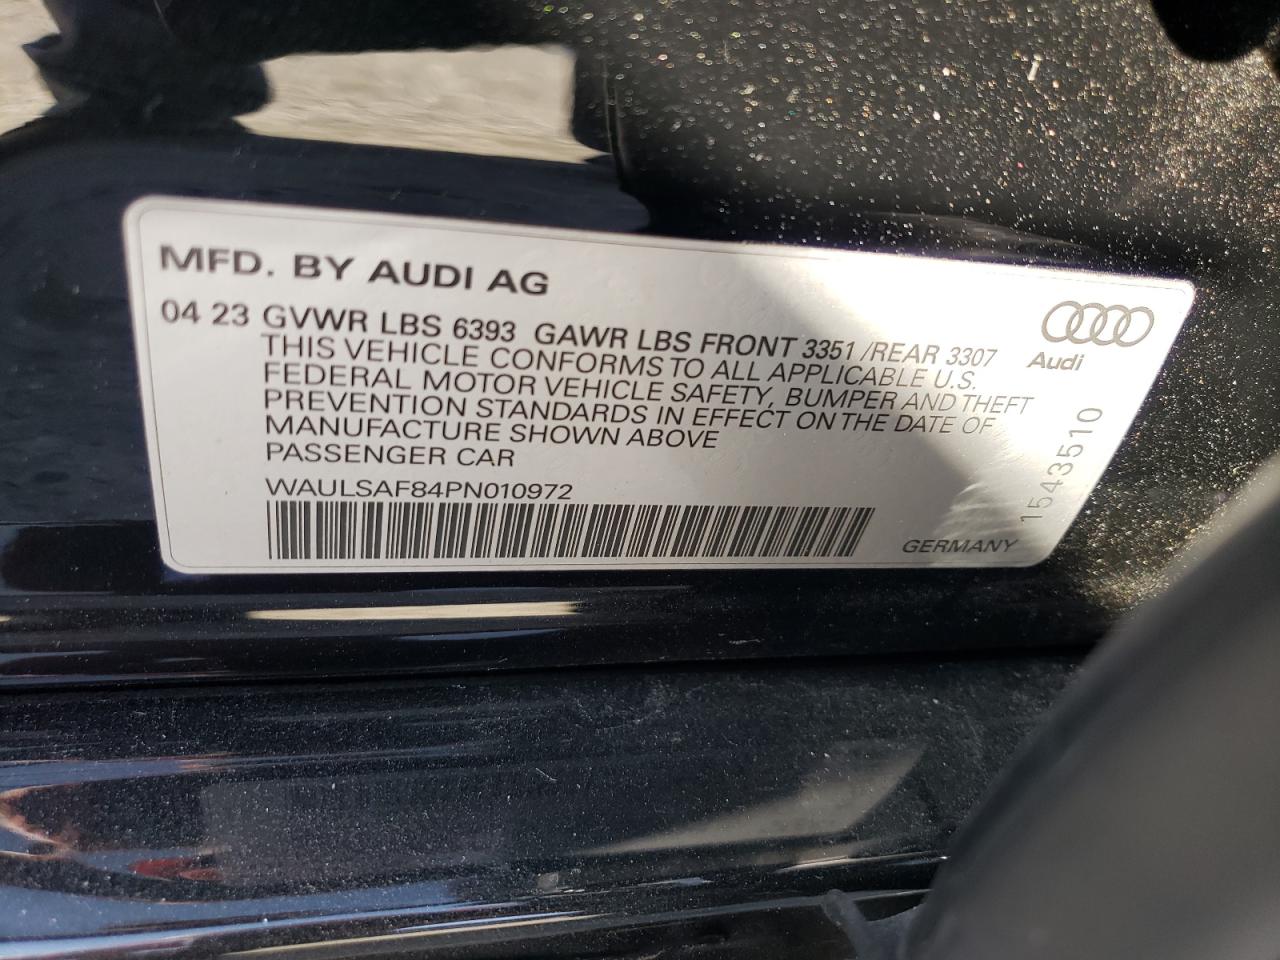 MFD. BY AUDI AG
04 23 GVWR LBS 6393 GAWR LBS FRONT 3351 /REAR 3307
THIS VEHICLE CONFORMS TO ALL APPLICABLE U.S.
FEDERAL MOTOR VEHICLE SAFETY, BUMPER AND THEFT
PREVENTION STANDARDS IN EFFECT ON THE DATE OF
MANUFACTURE SHOWN ABOVE
PASSENGER CAR
WAULSAF84PN010972
GERMANY
Audi
1543510